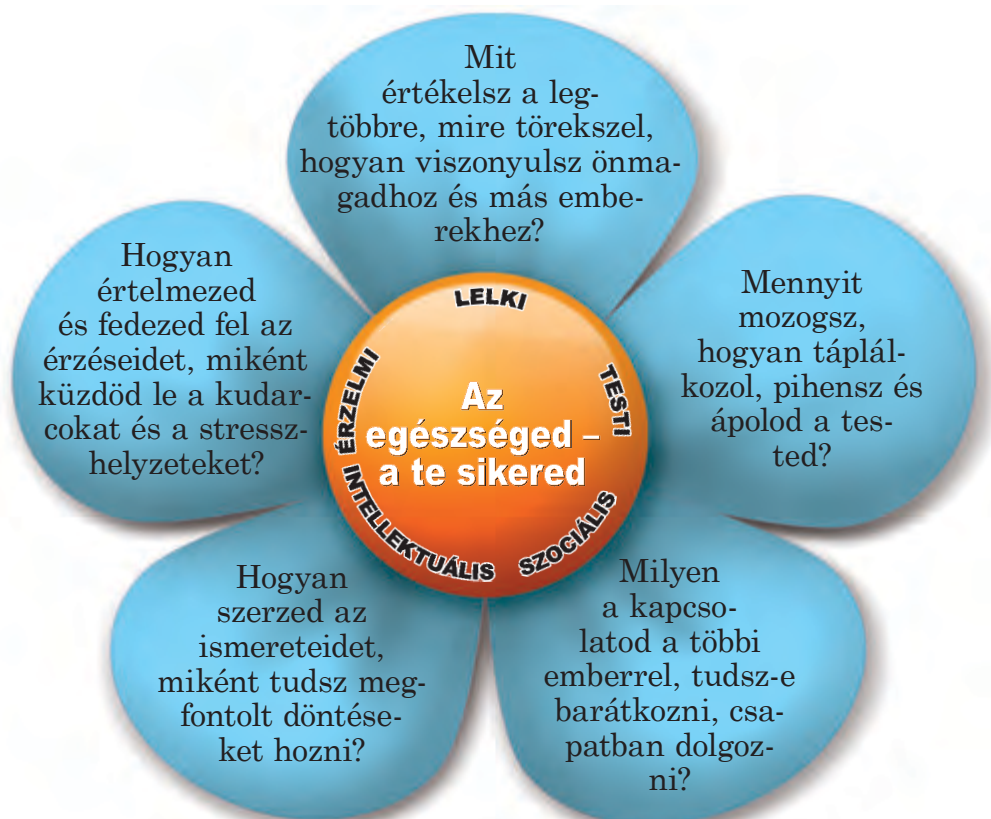 Mit
értékelsz a leg-
többre, mire törekszel,
hogyan viszonyulsz önma-
gadhoz és más embe-
rekhez?
Hogyan
értelmezed
és fedezed fel az
érzéseidet, miként
küzdöd le a kudar-
cokat és a stressz-
helyzeteket?
Mennyit
mozogsz,
hogyan táplál-
kozol, pihensz és
ápolod a tes-
ted?
LELKI
ÉRZELMI
TESTI
Az
egészséged –
a te sikered
INTELLEKTUÁLIS
SZOCIÁLIS
Hogyan
szerzed az
ismereteidet,
miként tudsz meg-
fontolt döntése-
ket hozni?
Milyen
a kapcso-
latod a többi
emberrel, tudsz-e
barátkozni, csa-
patban dolgoz-
ni?